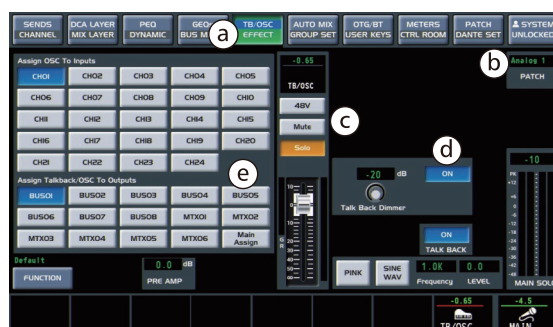 SENDS CHANNEL
DCA LAYER MIX LAYER
PEQ DYNAMIC
GEQ BUS M
a
TB/OSC EFFECT
AUTO MIX GROUP SET
OTG/BT USER KEYS
METERS CTRL ROOM
PATCH DANTE SET
SYSTEM UNLOCKED
Assign OSC To Inputs
CH01 CH02 CH03 CH04 CH05
CH06 CH07 CH08 CH09 CH10
CH11 CH12 CH13 CH14 CH15
CH16 CH17 CH18 CH19 CH20
CH21 CH22 CH23 CH24
Assign Talkback/OSC To Outputs
e
BUS01 BUS02 BUS03 BUS04 BUS05
BUS06 BUS07 BUS08 MTX01 MTX02
MTX03 MTX04 MTX05 MTX06 Main Assign
Default
FUNCTION
0.0 dB
PRE AMP
-0.65
TB/OSC
48V
Mute
c
Solo
b
Analog 1
PATCH
d
-20 dB
ON
Talk Back Dimmer
ON
TALK BACK
PINK
SINE WAV
1.0K
Frequency
0.0
LEVEL
-10
MAIN SOLO
-0.65
TB/OSC
-4.5
MAIN